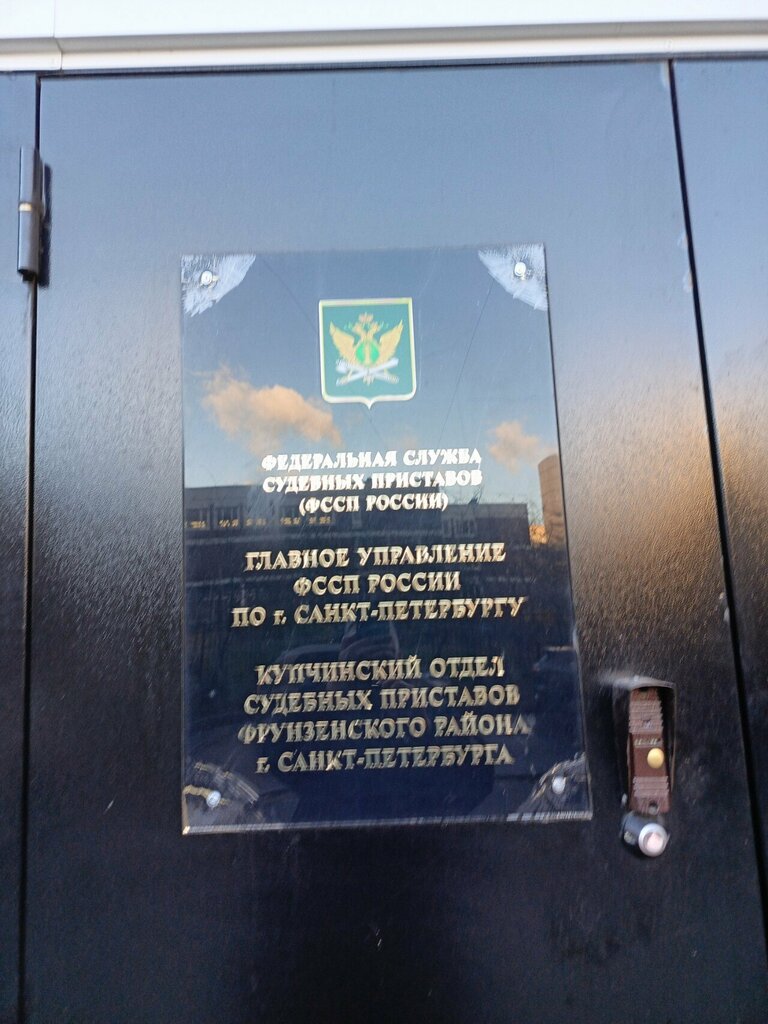 ФЕДЕРАЛЬНАЯ СЛУЖБА
СУДЕБНЫХ ПРИСТАВОВ
(ФССП РОССИИ)
ГЛАВНОЕ УПРАВЛЕНИЕ
ФССП РОССИИ
ПО г. САНКТ-ПЕТЕРБУРГУ
КУПЧИНСКИЙ ОТДЕЛ
СУДЕБНЫХ ПРИСТАВОВ
ФРУНЗЕНСКОГО РАЙОНА
г. САНКТ-ПЕТЕРБУРГА